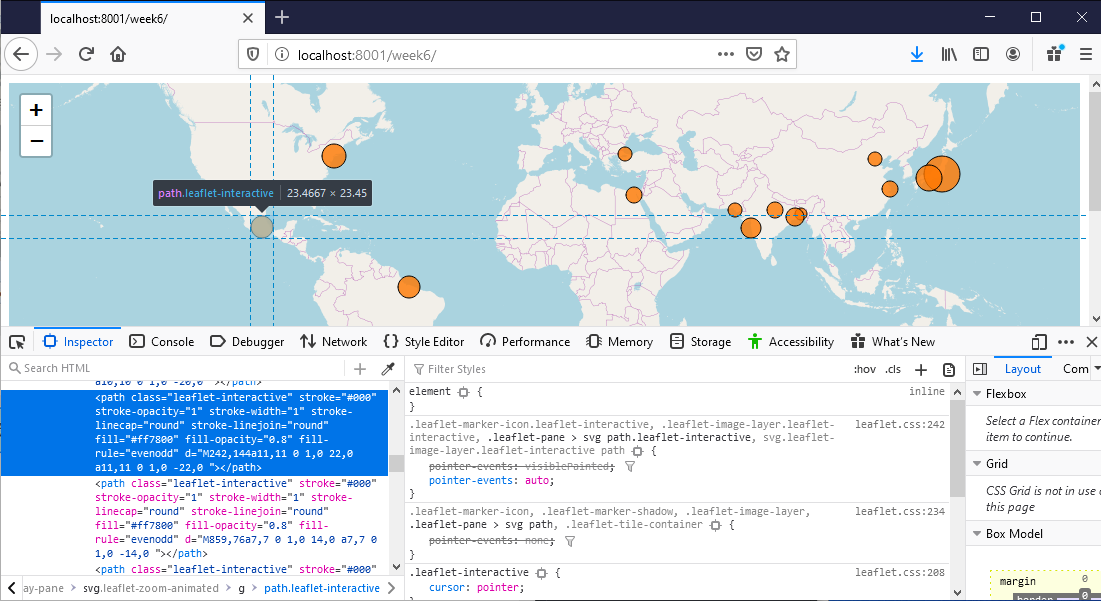 localhost:8001/week6/
localhost:8001/week6/
+
−
path.leaflet-interactive | 23.4667 × 23.45
Inspector Console Debugger Network Style Editor Performance Memory Storage Accessibility What's New
Search HTML
a10,10 0 1,0 -20,0 "></path>
<path class="leaflet-interactive" stroke="#000"
stroke-opacity="1" stroke-width="1" stroke-
linecap="round" stroke-linejoin="round"
fill="#ff7800" fill-opacity="0.8" fill-
rule="evenodd" d="M242,144a11,11 0 1,0 22,0
a11,11 0 1,0 -22,0 "></path>
<path class="leaflet-interactive" stroke="#000"
stroke-opacity="1" stroke-width="1" stroke-
linecap="round" stroke-linejoin="round"
fill="#ff7800" fill-opacity="0.8" fill-
rule="evenodd" d="M859,76a7,7 0 1,0 14,0 a7,7 0
1,0 -14,0 "></path>
<path class="leaflet-interactive" stroke="#000"
ay-pane > svg.leaflet-zoom-animated > g > path.leaflet-interactive
Filter Styles :hov .cls +
element { inline
}
.leaflet-marker-icon.leaflet-interactive, .leaflet-image-layer.leaflet- leaflet.css:242
interactive, .leaflet-pane > svg path.leaflet-interactive, svg.leaflet-
image-layer.leaflet-interactive path {
pointer-events: visiblePainted;
pointer-events: auto;
}
.leaflet-marker-icon, .leaflet-marker-shadow, .leaflet-image-layer, leaflet.css:234
.leaflet-pane > svg path, .leaflet-tile-container {
pointer-events: none;
}
.leaflet-interactive { leaflet.css:208
cursor: pointer;
Layout Com
Flexbox
Select a Flex container
item to continue.
Grid
CSS Grid is not in use o
this page
Box Model
margin 0
border 0